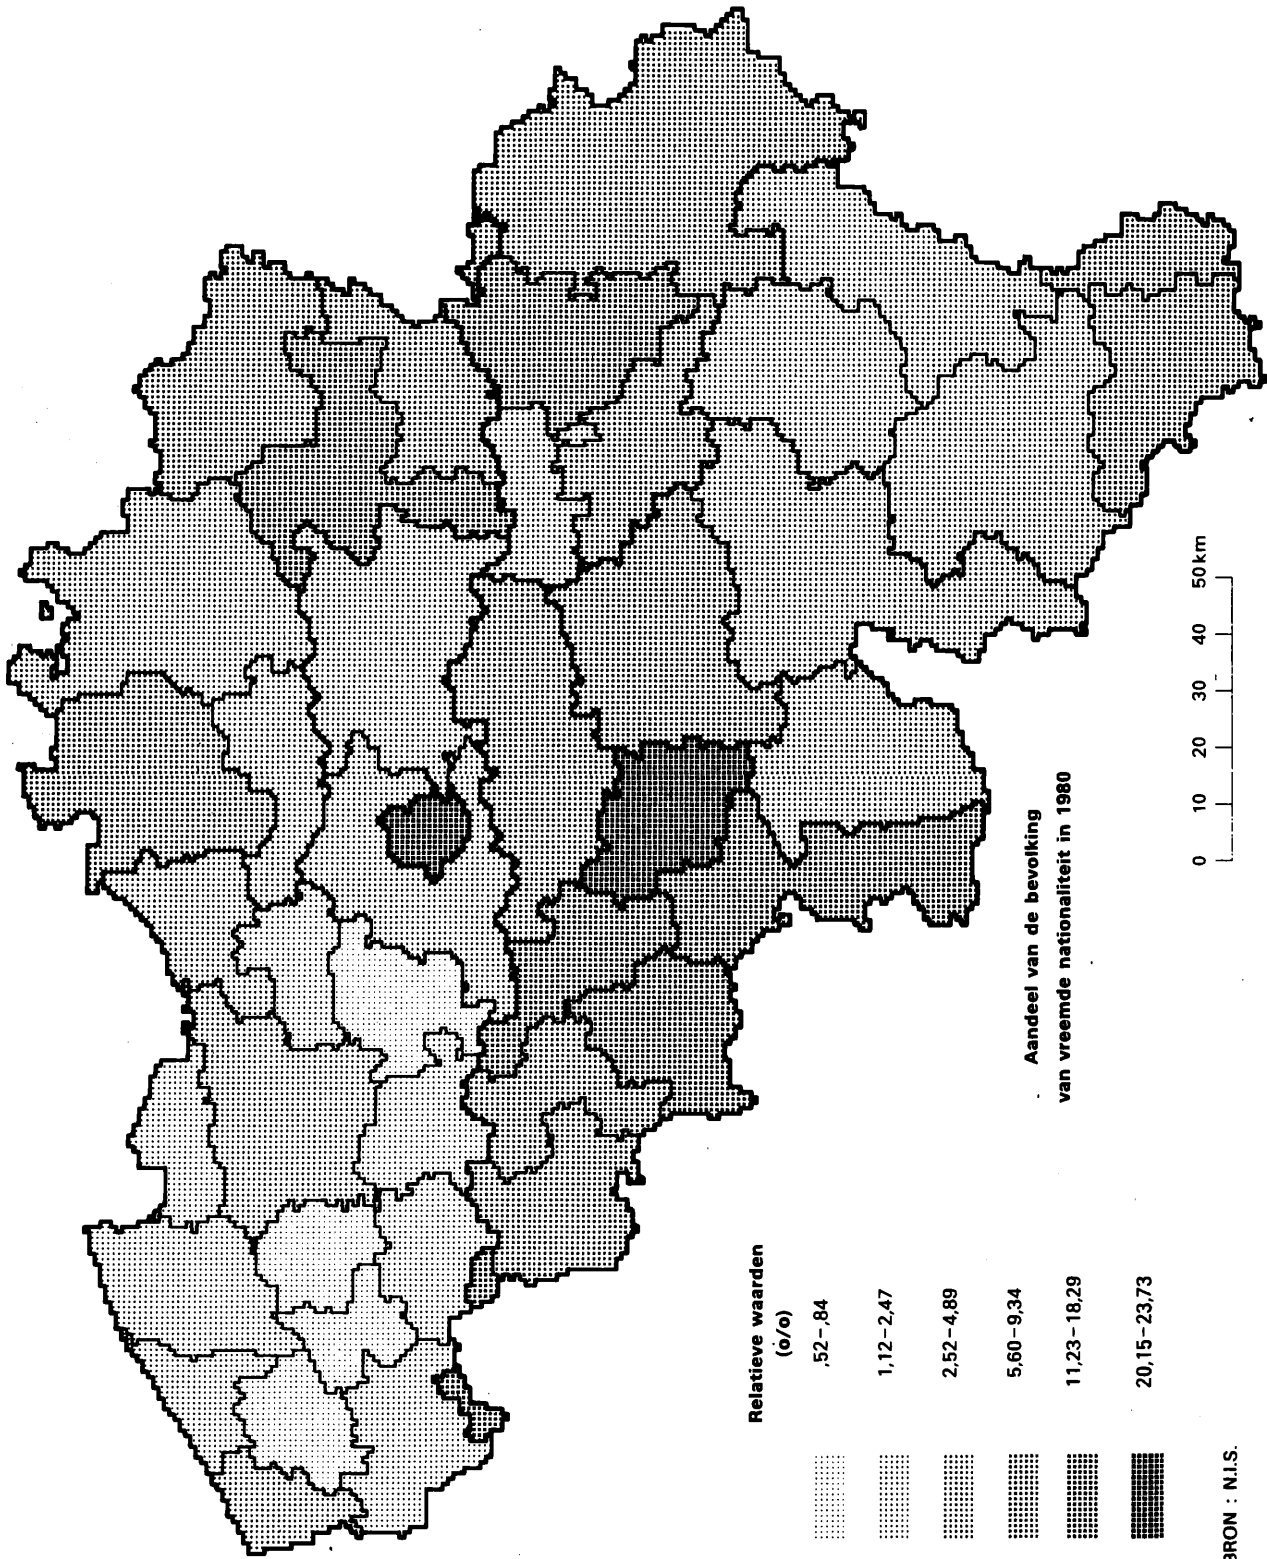 Aandeel van de bevolking
van vreemde nationaliteit in 1980
0 10 20 30 40 50 km
Relatieve waarden
(o/o)
,52-,84
1,12-2,47
2,52-4,89
5,60-9,34
11,23-18,29
20,15-23,73
BRON : N.I.S.